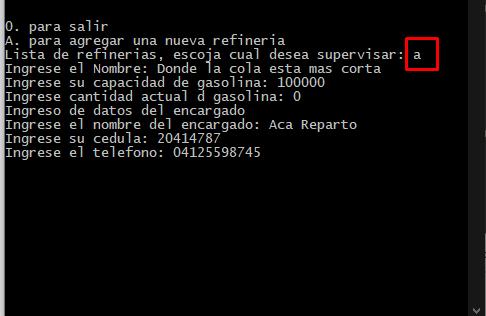 0. para salir
A. para agregar una nueva refineria
Lista de refinerias, escoja cual desea supervisar: a
Ingrese el Nombre: Donde la cola esta mas corta
Ingrese su capacidad de gasolina: 100000
Ingrese cantidad actual d gasolina: 0
Ingreso de datos del encargado
Ingrese el nombre del encargado: Aca Reparto
Ingrese su cedula: 20414787
Ingrese el telefono: 04125598745